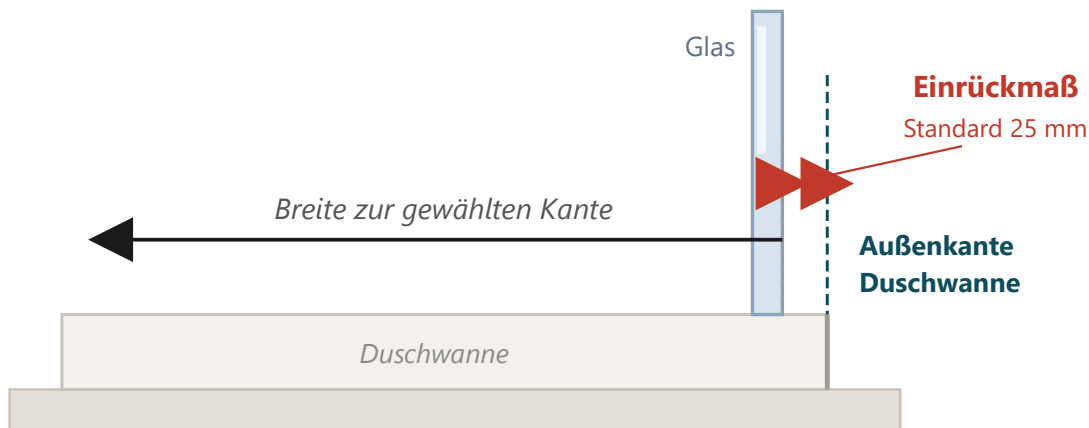 Glas
Einrückmaß
Standard 25 mm
Breite zur gewählten Kante
Außenkante
Duschwanne
Duschwanne